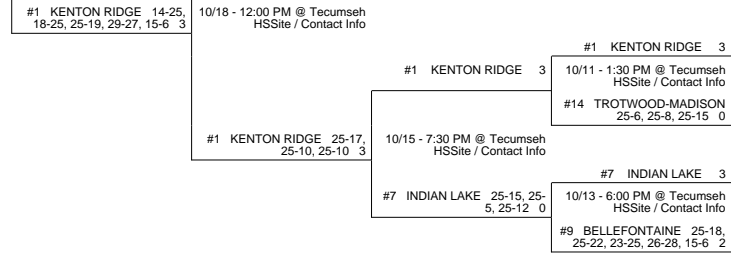 #1 KENTON RIDGE 14-25,
18-25, 25-19, 29-27, 15-6 3
10/18 - 12:00 PM @ Tecumseh
HSSite / Contact Info
#1 KENTON RIDGE 3
#1 KENTON RIDGE 3
10/11 - 1:30 PM @ Tecumseh
HSSite / Contact Info
#14 TROTWOOD-MADISON
25-6, 25-8, 25-15 0
#1 KENTON RIDGE 25-17,
25-10, 25-10 3
10/15 - 7:30 PM @ Tecumseh
HSSite / Contact Info
#7 INDIAN LAKE 3
#7 INDIAN LAKE 25-15, 25-
5, 25-12 0
10/13 - 6:00 PM @ Tecumseh
HSSite / Contact Info
#9 BELLEFONTAINE 25-18,
25-22, 23-25, 26-28, 15-6 2